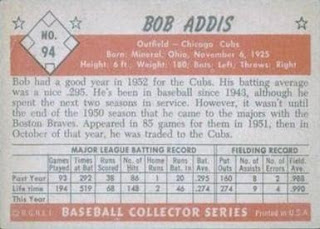 BOB ADDIS
NO.
94
Outfield - Chicago Cubs
Born: Mineral, Ohio, November 6, 1925
Height: 6 ft., Weight: 180; Bats: Left, Throws: Right
Bob had a good year in 1952 for the Cubs. His batting average
was a nice .295. He's been in baseball since 1943, although he
spent the next two seasons in service. However, it wasn't until
the end of the 1950 season that he came to the majors with the
Boston Braves. Appeared in 85 games for them in 1951, then in
October of that year, he was traded to the Cubs.
MAJOR LEAGUE BATTING RECORD FIELDING RECORD
Games Played Times at Bat Runs Scored No. of Hits Home Runs Runs Bat. In Bat. Ave. Put Outs No. of Assists No. of Errors Field. Ave.
Past Year 93 292 38 86 1 20 .295 160 8 2 .988
Life time 194 519 68 148 2 46 .274 274 9 4 .990
This Year
© B.G.H.L.I. BASEBALL COLLECTOR SERIES Printed in U.S.A.